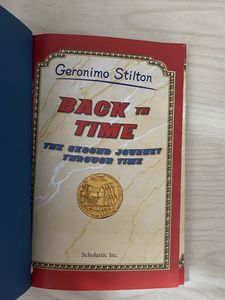 Geronimo Stilton
BACK IN
TIME
THE SECOND JOURNEY
THROUGH TIME
Scholastic Inc.